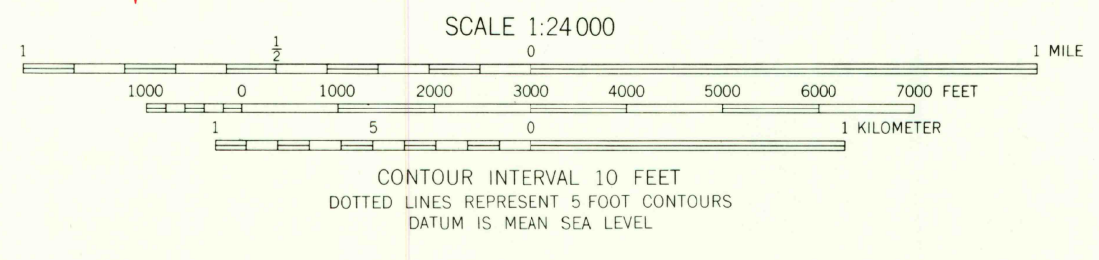 SCALE 1:24 000
1 1/2 0 1 MILE
1000 0 1000 2000 3000 4000 5000 6000 7000 FEET
1 5 0 1 KILOMETER
CONTOUR INTERVAL 10 FEET
DOTTED LINES REPRESENT 5 FOOT CONTOURS
DATUM IS MEAN SEA LEVEL